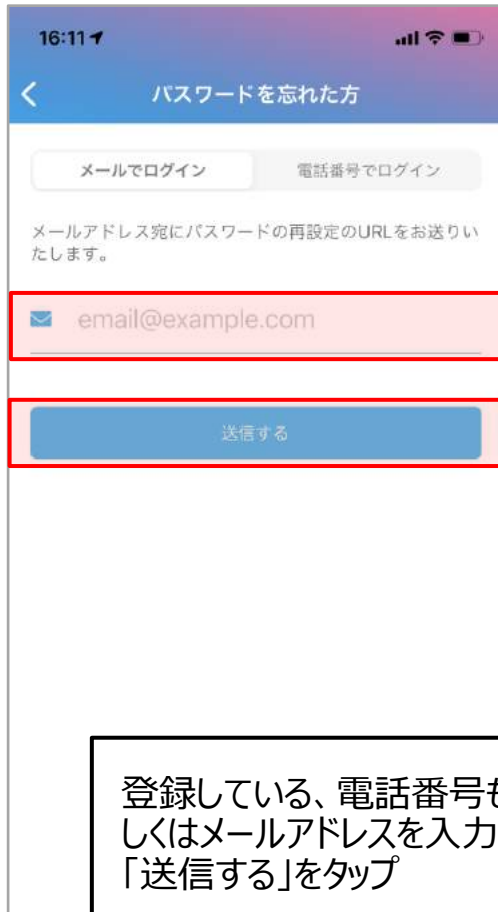 16:11
パスワードを忘れた方
メールでログイン 電話番号でログイン
メールアドレス宛にパスワードの再設定のURLをお送りい
たします。
email@example.com
送信する
登録している、電話番号も
しくはメールアドレスを入力
「送信する」をタップ